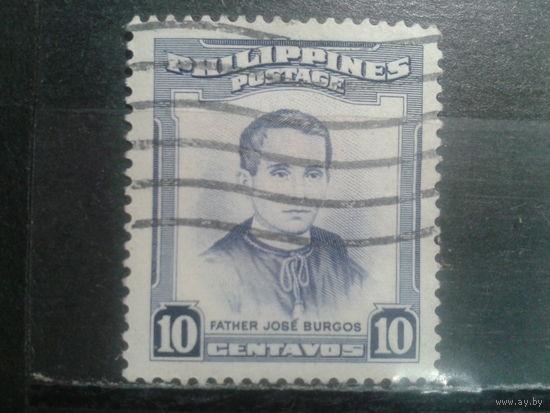 PHILIPPINES
POSTAGE
FATHER JOSÉ BURGOS
10 CENTAVOS 10
www.ay.by